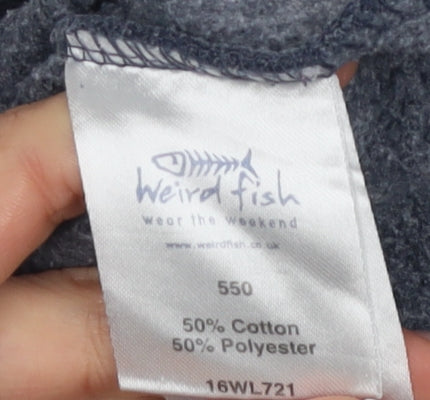 Weird fish
wear the weekend
www.weirdfish.co.uk
550
50% Cotton
50% Polyester
16WL721